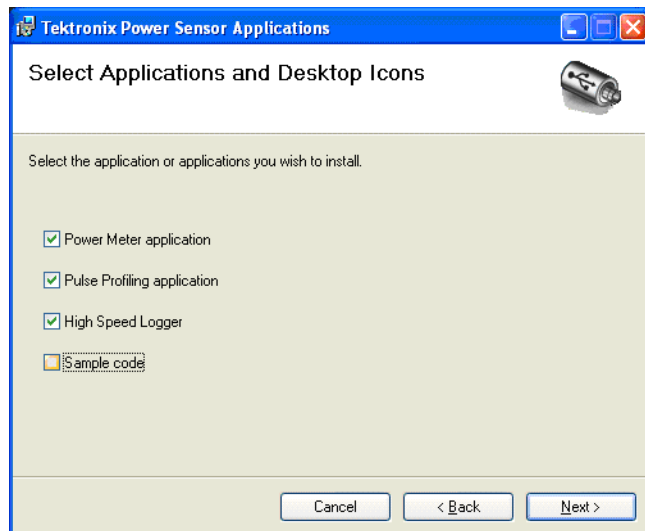 Tektronix Power Sensor Applications
Select Applications and Desktop Icons
Select the application or applications you wish to install.
Power Meter application
Pulse Profiling application
High Speed Logger
Sample code
Cancel
< Back
Next >